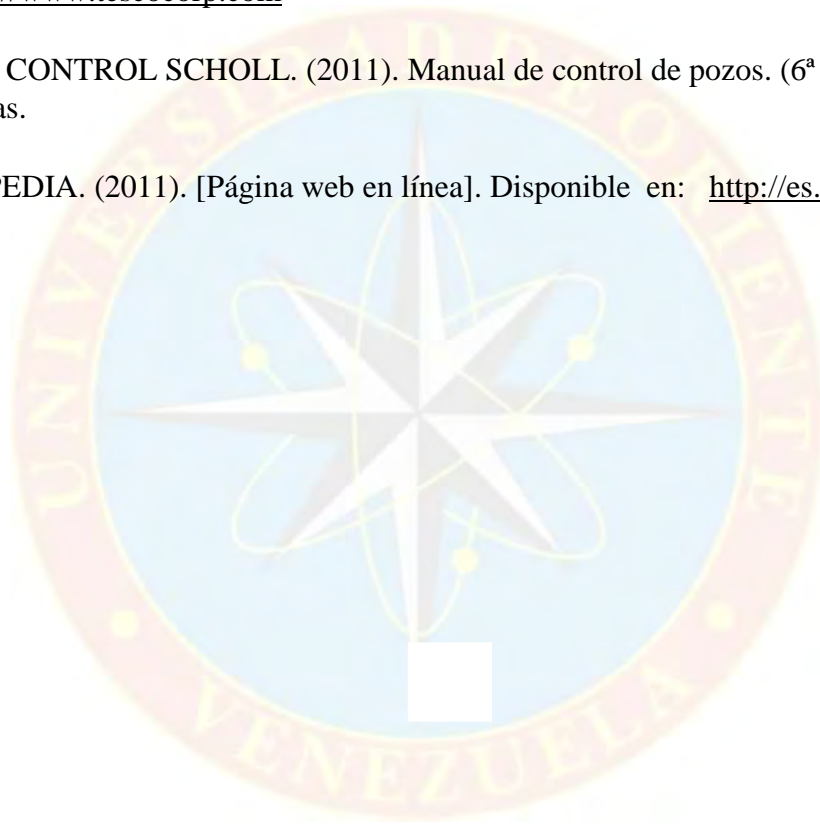 CONTROL SCHOLL. (2011). Manual de control de pozos. (6ª
as.
PEDIA. (2011). [Página web en línea]. Disponible en: http://es.
UNIVERSIDAD DE ORIENTE
VENEZUELA